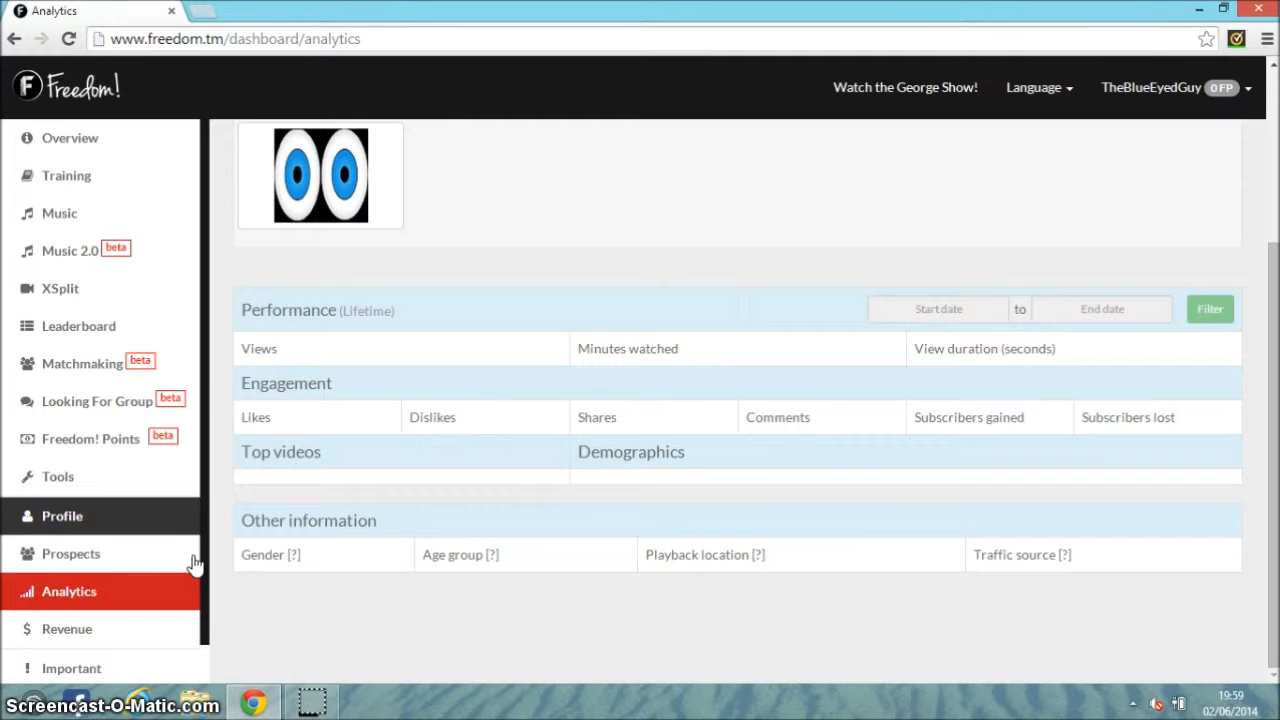 Analytics
www.freedom.tm/dashboard/analytics
F Freedom!
Watch the George Show! Language TheBlueEyedGuy OFP
Overview
Training
Music
Music 2.0 beta
XSplit
Leaderboard
Matchmaking beta
Looking For Group beta
Freedom! Points beta
Tools
Profile
Prospects
Analytics
Revenue
Important
Performance (Lifetime) Start date to End date Filter
Views Minutes watched View duration (seconds)
Engagement
Likes Dislikes Shares Comments Subscribers gained Subscribers lost
Top videos Demographics
Other information
Gender [?] Age group [?] Playback location [?] Traffic source [?]
Screencast-O-Matic.com
19:59
02/06/2014